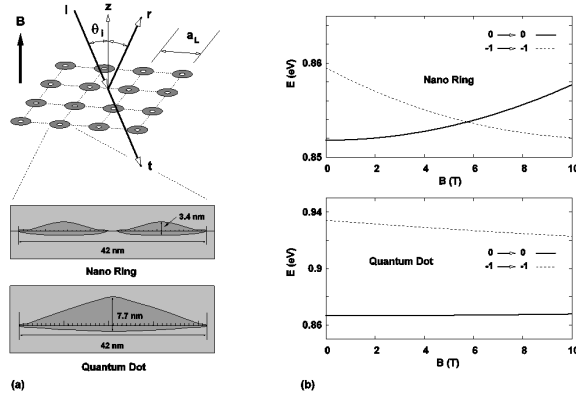 B
I
θ_i
z
r
a_L
t
3.4 nm
42 nm
Nano Ring
7.7 nm
42 nm
Quantum Dot
(a)
E (eV)
0.86
0.85
0 → 0
-1 → -1
Nano Ring
0 2 4 6 8 10
B (T)
E (eV)
0.94
0.9
0.86
0 → 0
-1 → -1
Quantum Dot
0 2 4 6 8 10
B (T)
(b)